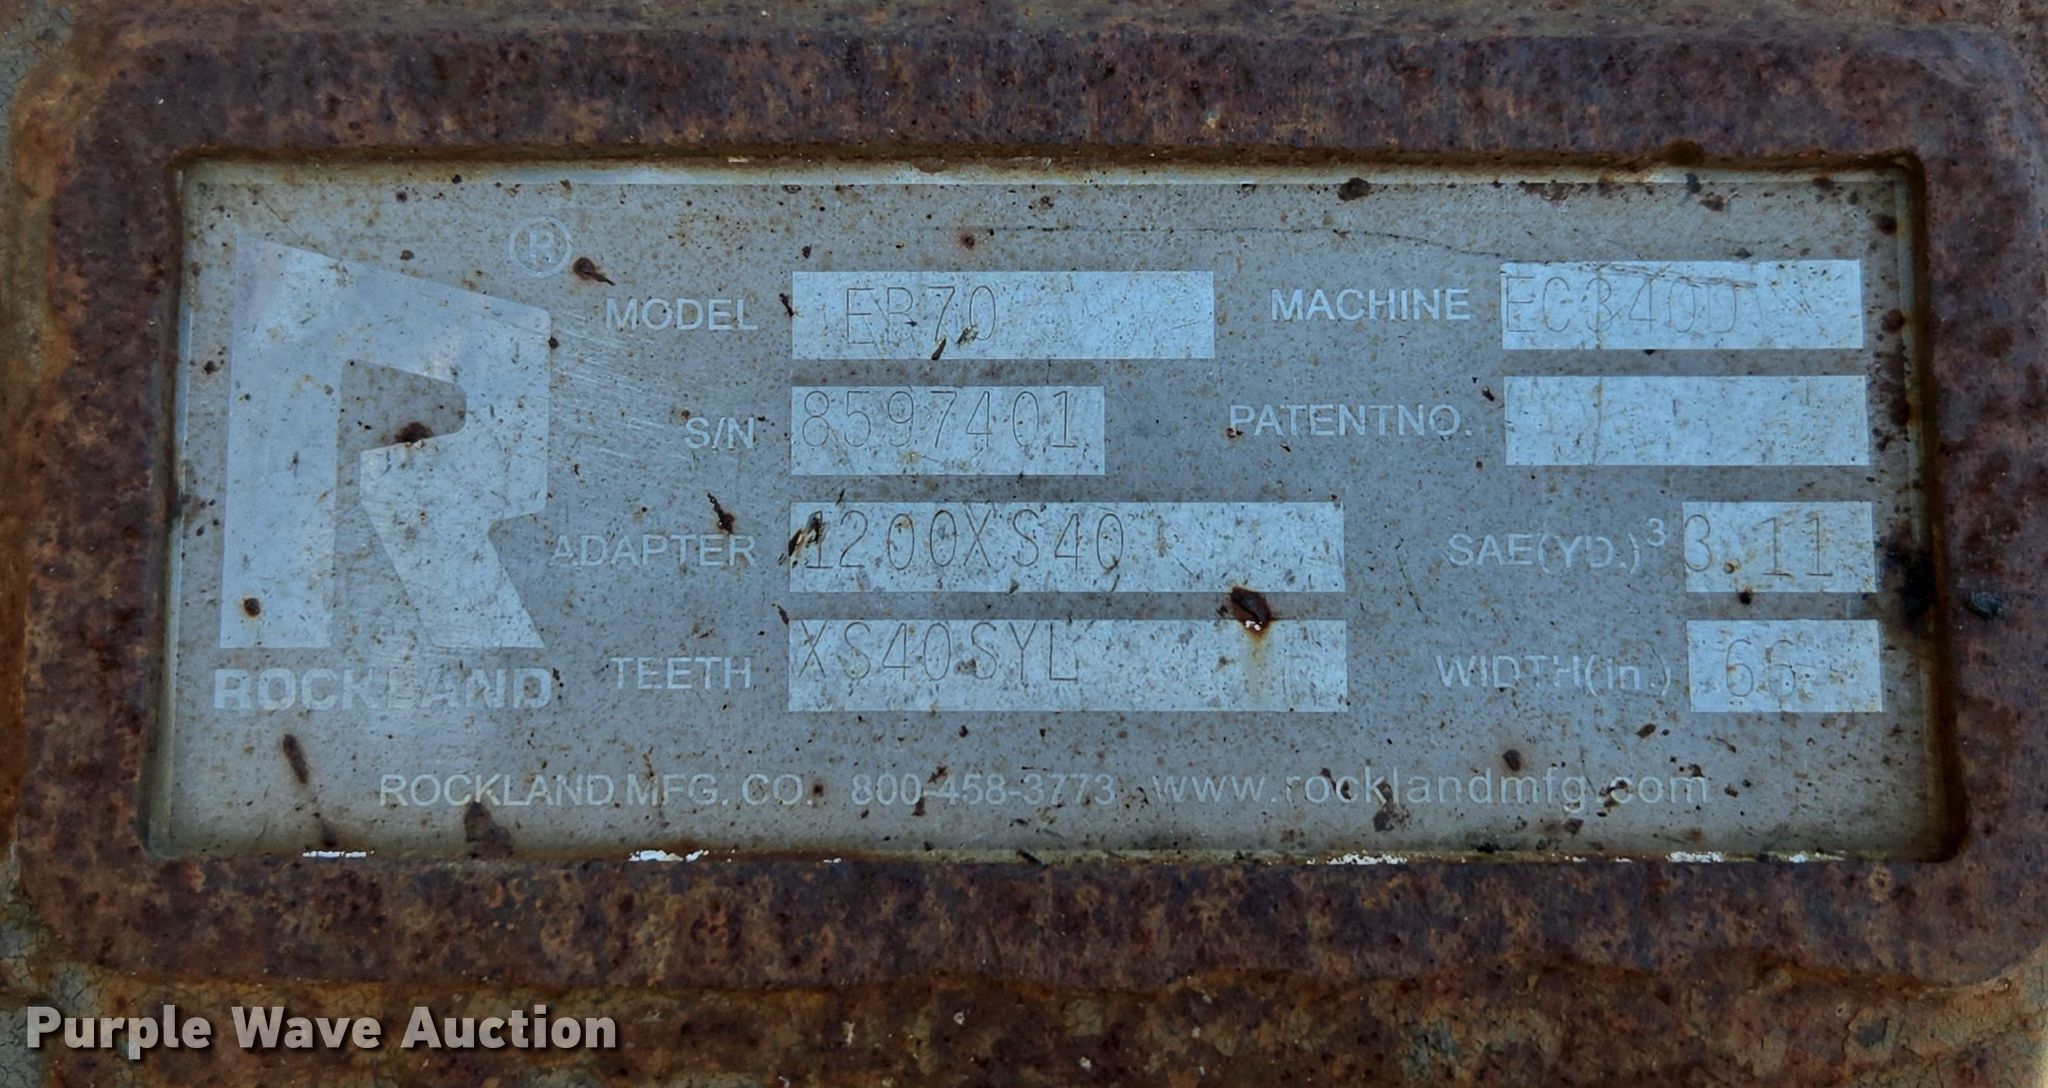 ®
MODEL EB70 MACHINE EC340D
S/N 8597401 PATENTNO.
ADAPTER 1200XS40 SAE(YD.)³ 3.11
TEETH XS40SYL WIDTH(in.) 66
ROCKLAND
ROCKLAND MFG. CO. 800-458-3773 www.rocklandmfg.com
Purple Wave Auction